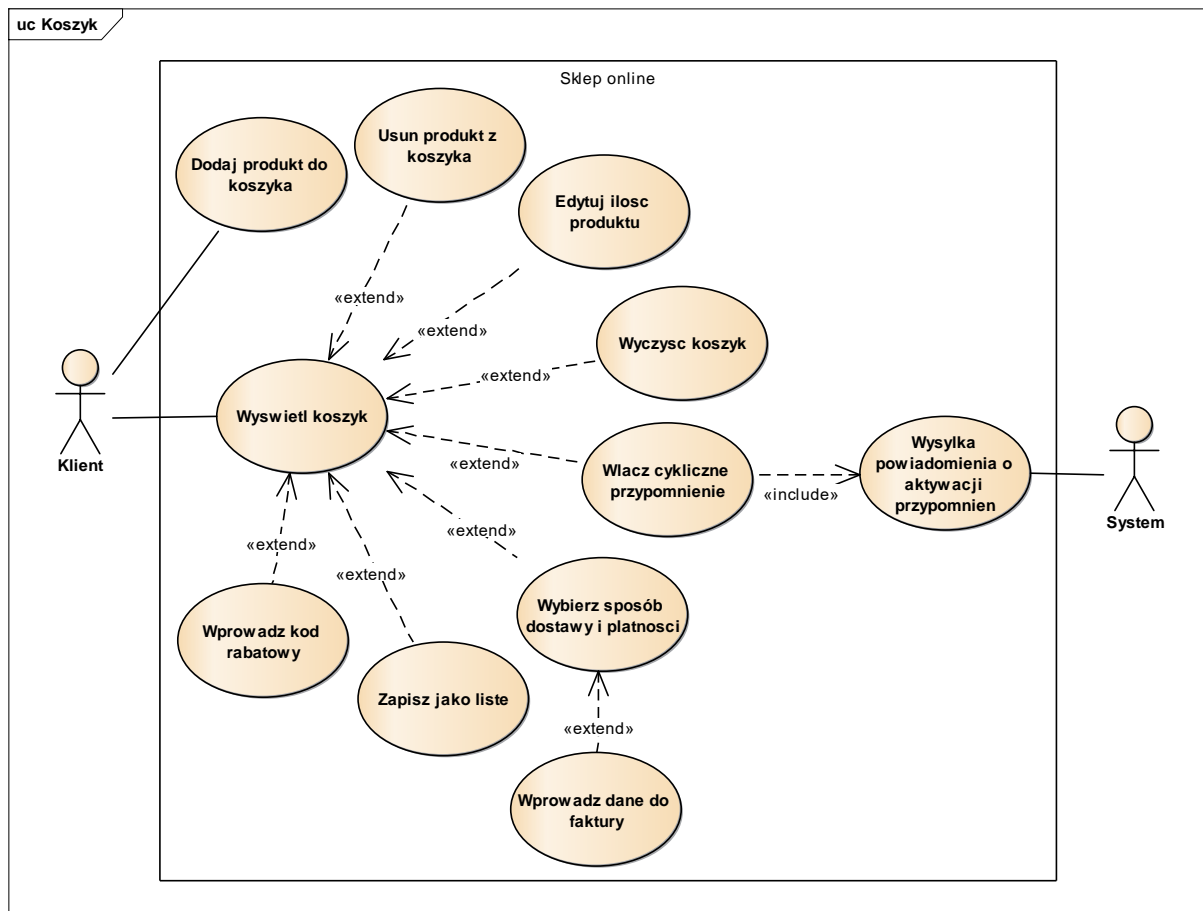 uc Koszyk
Sklep online
Dodaj produkt do
koszyka
Usun produkt z
koszyka
Edytuj ilosc
produktu
«extend»
«extend»
Wyczysc koszyk
«extend»
Wyswietl koszyk
Klient
«extend»
Wlacz cykliczne
przypomnienie
«include»
Wysylka
powiadomienia o
aktywacji
przypomnien
System
«extend»
«extend»
«extend»
Wprowadz kod
rabatowy
Zapisz jako liste
Wybierz sposób
dostawy i platnosci
«extend»
Wprowadz dane do
faktury